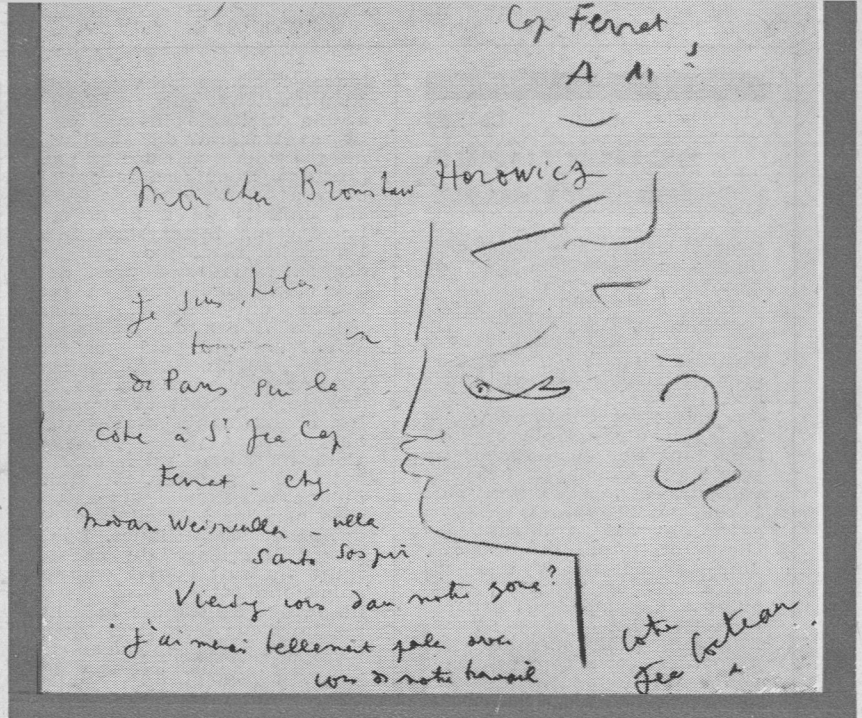 Cap Ferret
Mon cher Bronislaw Horowicz
Je suis, hélas.
de Paris sur la
côte à St Jean Cap
Ferrat - chez
Madame Weisweiller - villa
Santo Sospir.
Viendrez vous dans notre zone?
J'aimerais tellement parler avec
vous de notre travail
Votre
Jean Cocteau